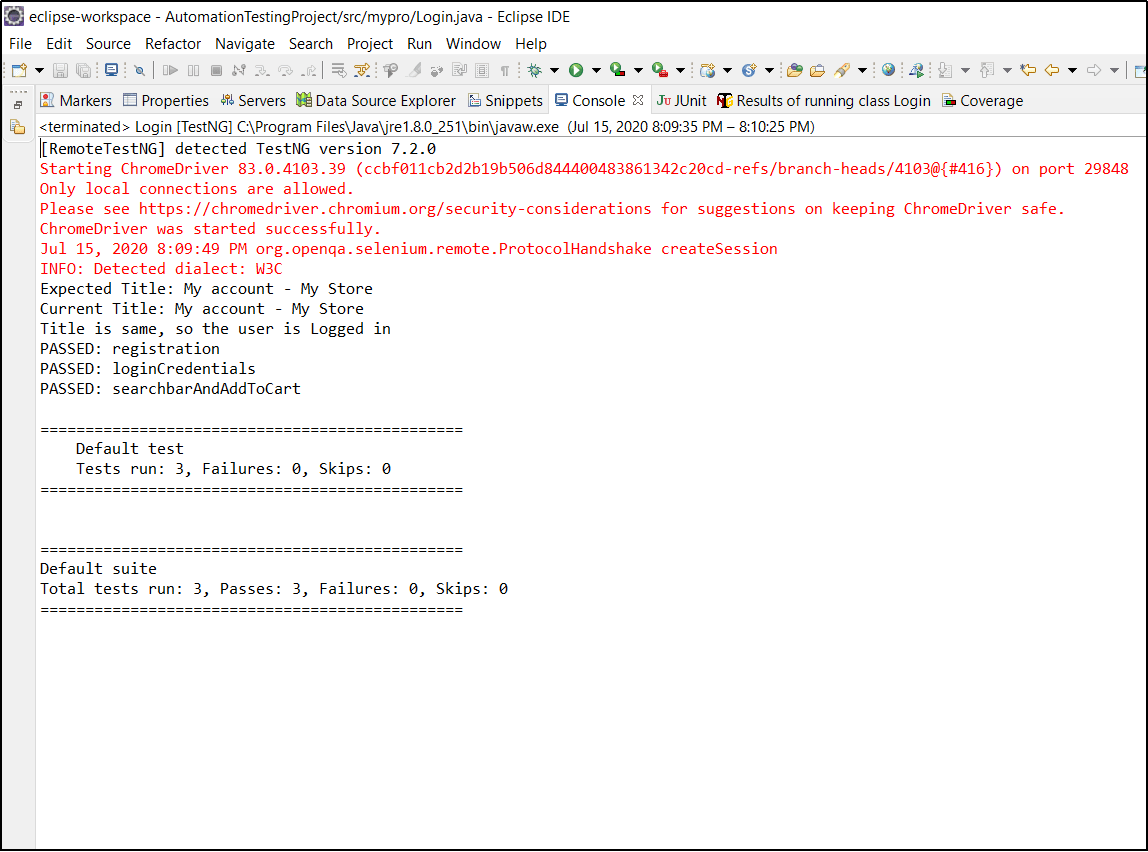 eclipse-workspace - AutomationTestingProject/src/mypro/Login.java - Eclipse IDE
File Edit Source Refactor Navigate Search Project Run Window Help
Markers Properties Servers Data Source Explorer Snippets Console JUnit Results of running class Login Coverage
<terminated> Login [TestNG] C:\Program Files\Java\jre1.8.0_251\bin\javaw.exe (Jul 15, 2020 8:09:35 PM – 8:10:25 PM)
[RemoteTestNG] detected TestNG version 7.2.0
Starting ChromeDriver 83.0.4103.39 (ccbf011cb2d2b19b506d844400483861342c20cd-refs/branch-heads/4103@{#416}) on port 29848
Only local connections are allowed.
Please see https://chromedriver.chromium.org/security-considerations for suggestions on keeping ChromeDriver safe.
ChromeDriver was started successfully.
Jul 15, 2020 8:09:49 PM org.openqa.selenium.remote.ProtocolHandshake createSession
INFO: Detected dialect: W3C
Expected Title: My account - My Store
Current Title: My account - My Store
Title is same, so the user is Logged in
PASSED: registration
PASSED: loginCredentials
PASSED: searchbarAndAddToCart
===============================================
    Default test
    Tests run: 3, Failures: 0, Skips: 0
===============================================
===============================================
Default suite
Total tests run: 3, Passes: 3, Failures: 0, Skips: 0
===============================================